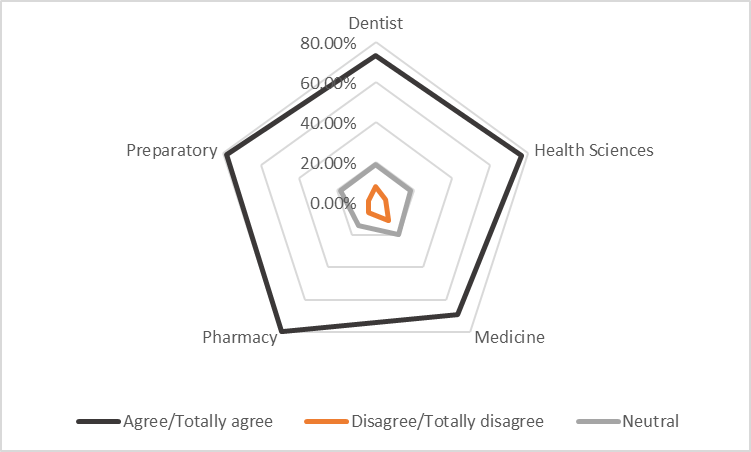 Dentist
80.00%
60.00%
40.00%
20.00%
0.00%
Preparatory
Health Sciences
Pharmacy
Medicine
Agree/Totally agree
Disagree/Totally disagree
Neutral